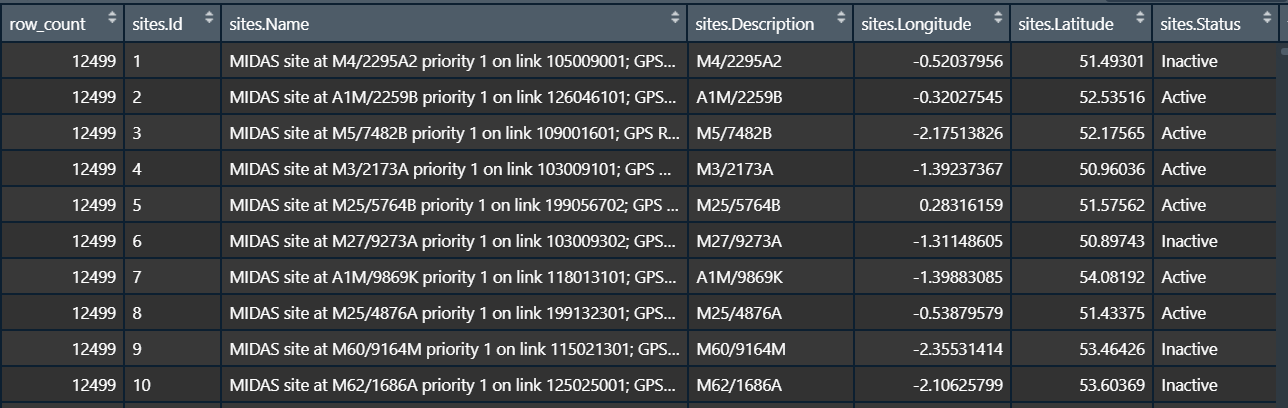 row_count sites.Id sites.Name sites.Description sites.Longitude sites.Latitude sites.Status
12499 1 MIDAS site at M4/2295A2 priority 1 on link 105009001; GPS... M4/2295A2 -0.52037956 51.49301 Inactive
12499 2 MIDAS site at A1M/2259B priority 1 on link 126046101; GPS... A1M/2259B -0.32027545 52.53516 Active
12499 3 MIDAS site at M5/7482B priority 1 on link 109001601; GPS R... M5/7482B -2.17513826 52.17565 Active
12499 4 MIDAS site at M3/2173A priority 1 on link 103009101; GPS ... M3/2173A -1.39237367 50.96036 Active
12499 5 MIDAS site at M25/5764B priority 1 on link 199056702; GPS ... M25/5764B 0.28316159 51.57562 Active
12499 6 MIDAS site at M27/9273A priority 1 on link 103009302; GPS... M27/9273A -1.31148605 50.89743 Inactive
12499 7 MIDAS site at A1M/9869K priority 1 on link 118013101; GPS... A1M/9869K -1.39883085 54.08192 Active
12499 8 MIDAS site at M25/4876A priority 1 on link 199132301; GPS... M25/4876A -0.53879579 51.43375 Active
12499 9 MIDAS site at M60/9164M priority 1 on link 115021301; GPS... M60/9164M -2.35531414 53.46426 Inactive
12499 10 MIDAS site at M62/1686A priority 1 on link 125025001; GPS... M62/1686A -2.10625799 53.60369 Inactive